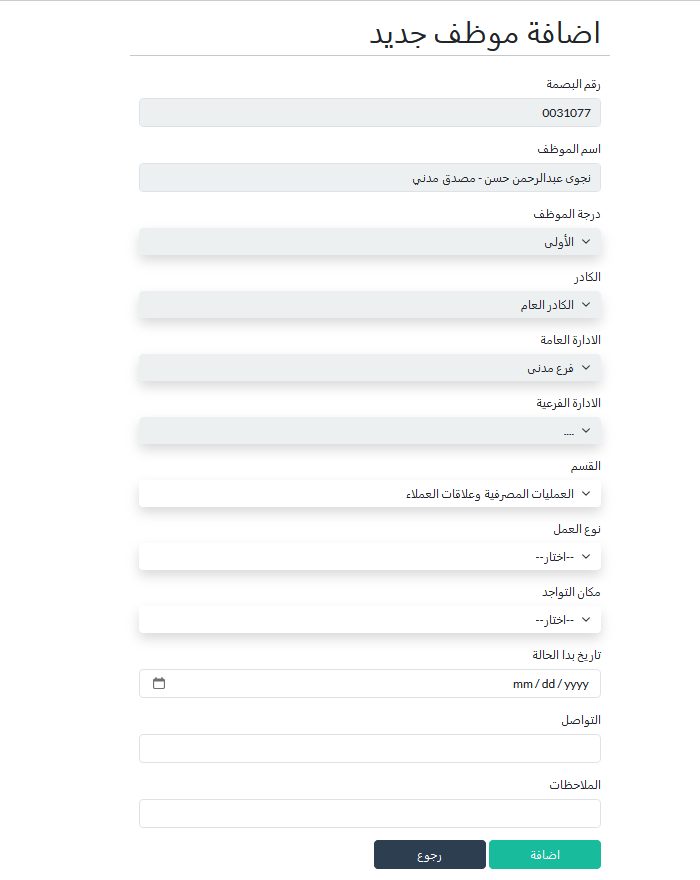 اضافة موظف جديد
رقم البصمة
0031077
اسم الموظف
نجوى عبدالرحمن حسن - مصدق مدني
درجة الموظف
الأولى
الكادر
الكادر العام
الادارة العامة
فرع مدنى
الادارة الفرعية
....
القسم
العمليات المصرفية وعلاقات العملاء
نوع العمل
--اختار--
مكان التواجد
--اختار--
تاريخ بدا الحالة
mm/dd/yyyy
التواصل
الملاحظات
اضافة
رجوع